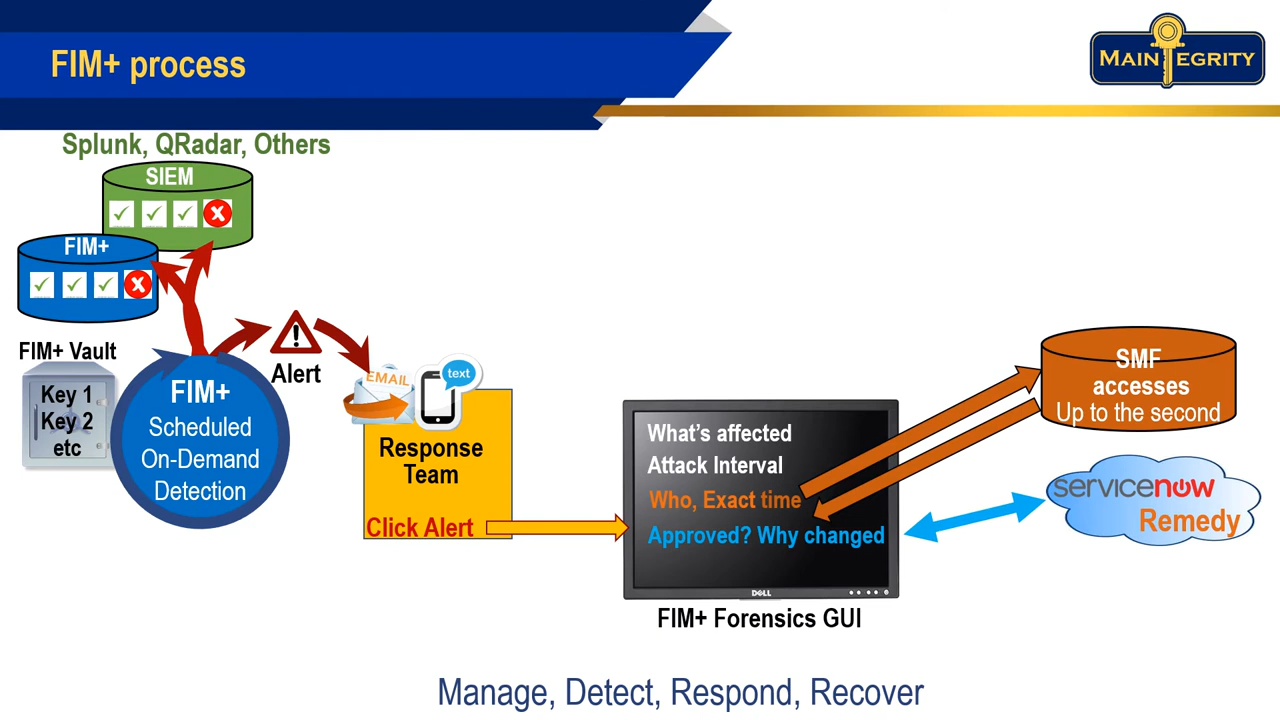 FIM+ process
MAIN EGRITY
Splunk, QRadar, Others
SIEM
FIM+
FIM+ Vault
Key 1
Key 2
etc
FIM+
Scheduled
On-Demand
Detection
Alert
EMAIL
text
Response
Team
Click Alert
What's affected
Attack Interval
Who, Exact time
Approved? Why changed
DELL
FIM+ Forensics GUI
SMF
accesses
Up to the second
servicenow
Remedy
Manage, Detect, Respond, Recover